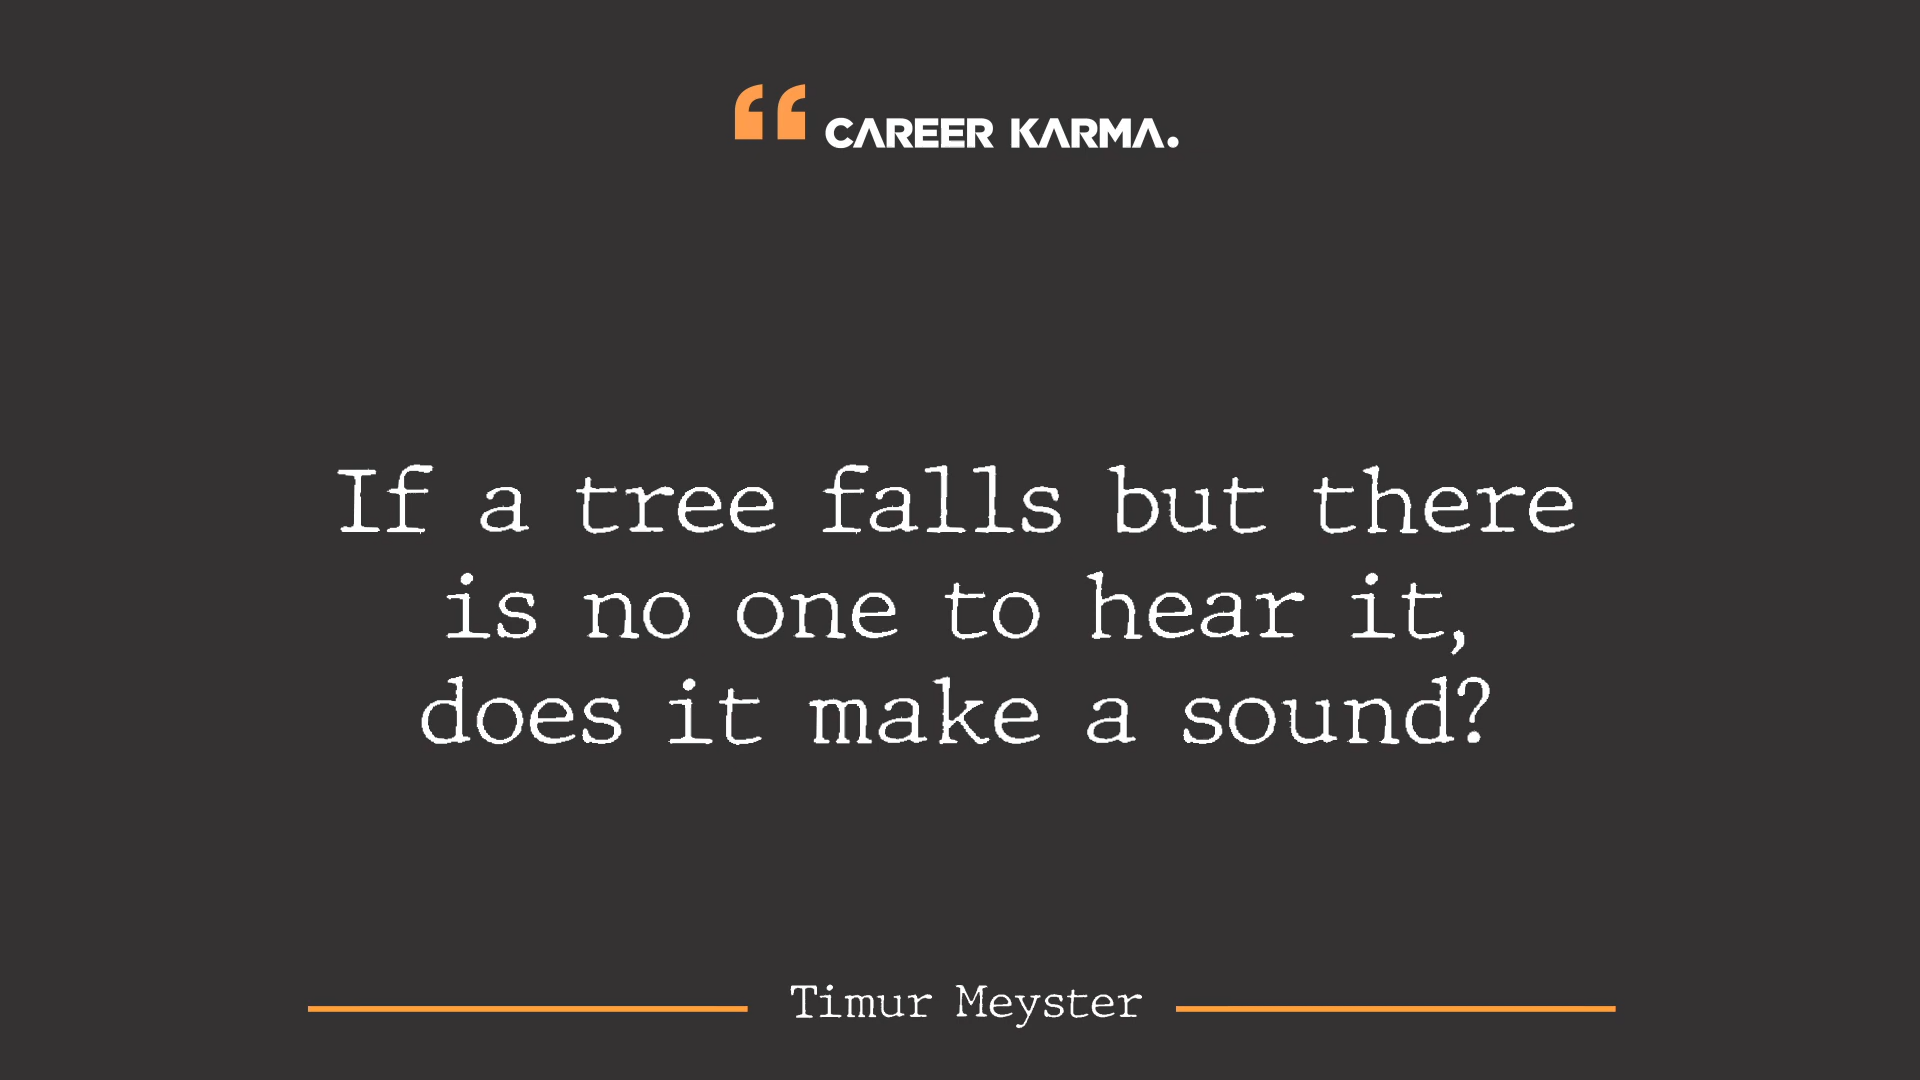 “ CAREER KARMA.
If a tree falls but there
is no one to hear it,
does it make a sound?
Timur Meyster